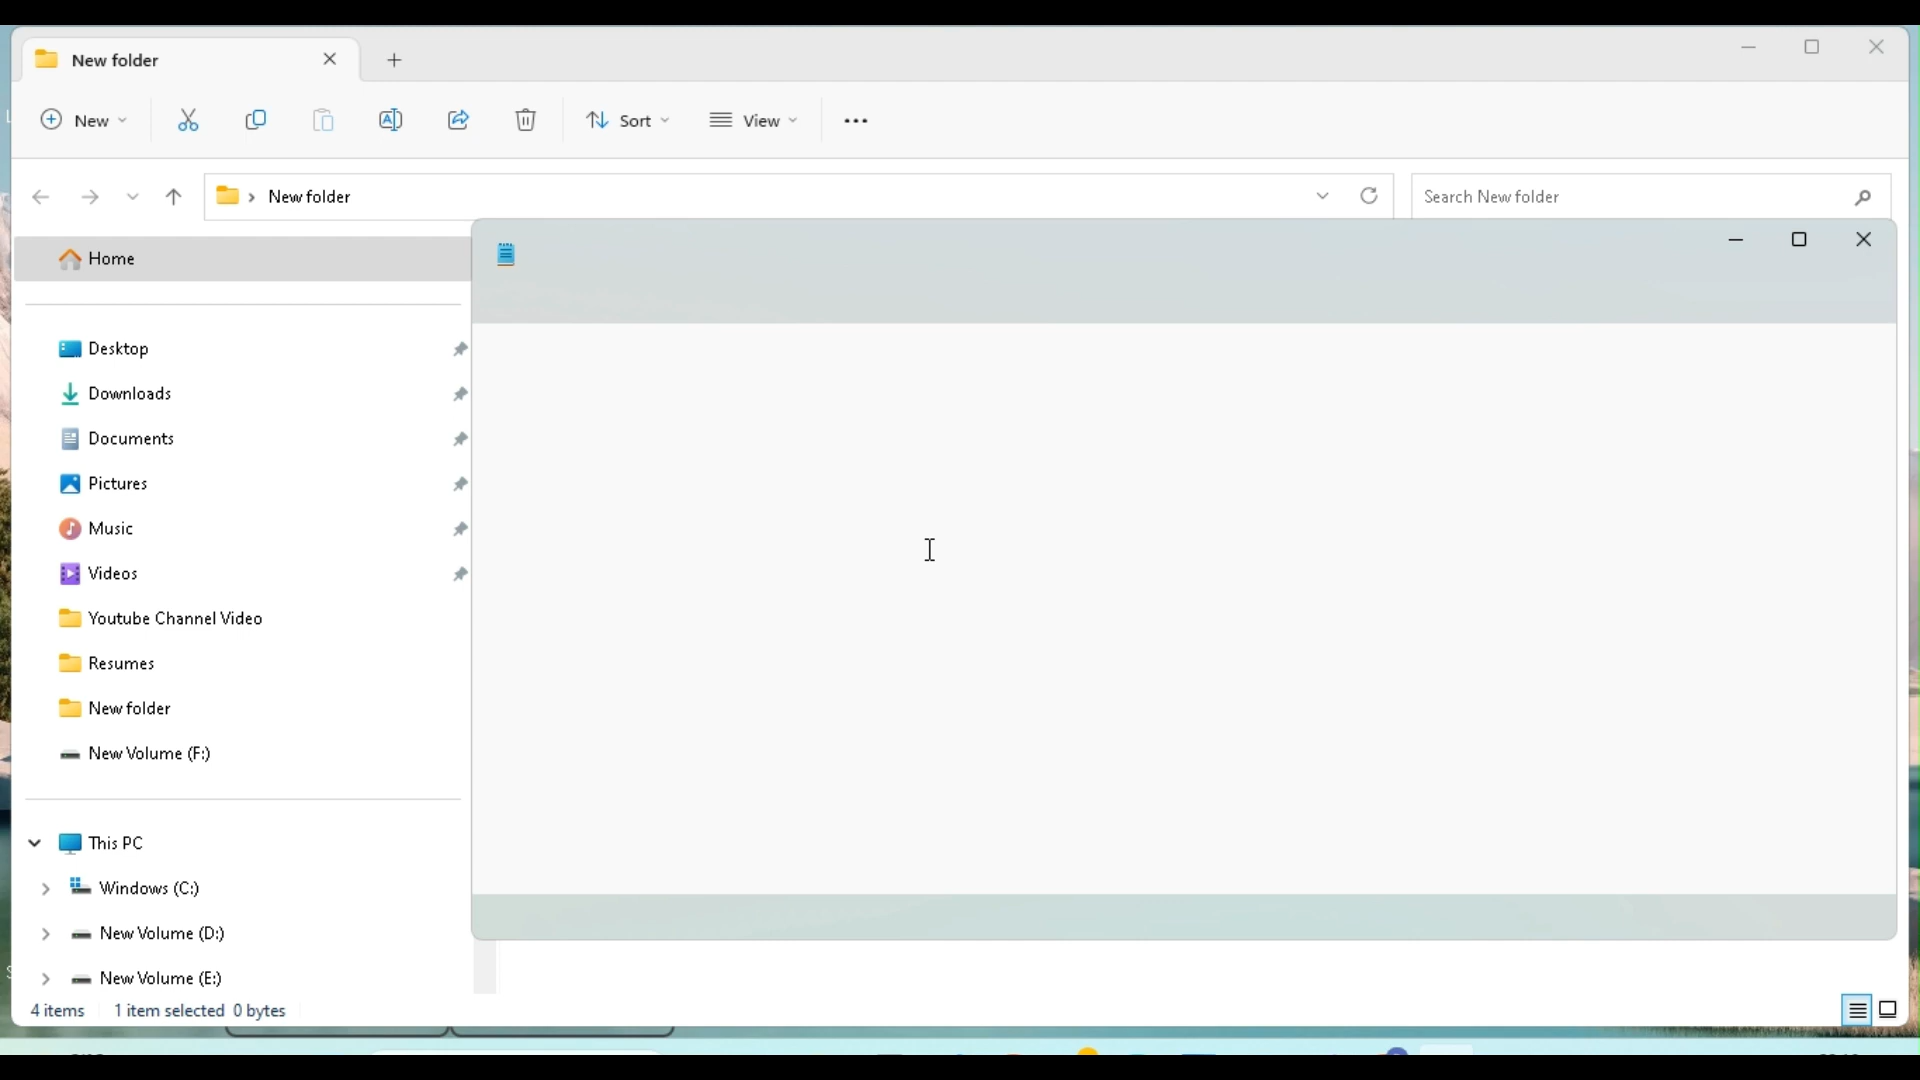 New folder
New
Sort
View
New folder
Search New folder
Home
Desktop
Downloads
Documents
Pictures
Music
Videos
Youtube Channel Video
Resumes
New folder
New Volume (F:)
This PC
Windows (C:)
New Volume (D:)
New Volume (E:)
4 items 1 item selected 0 bytes